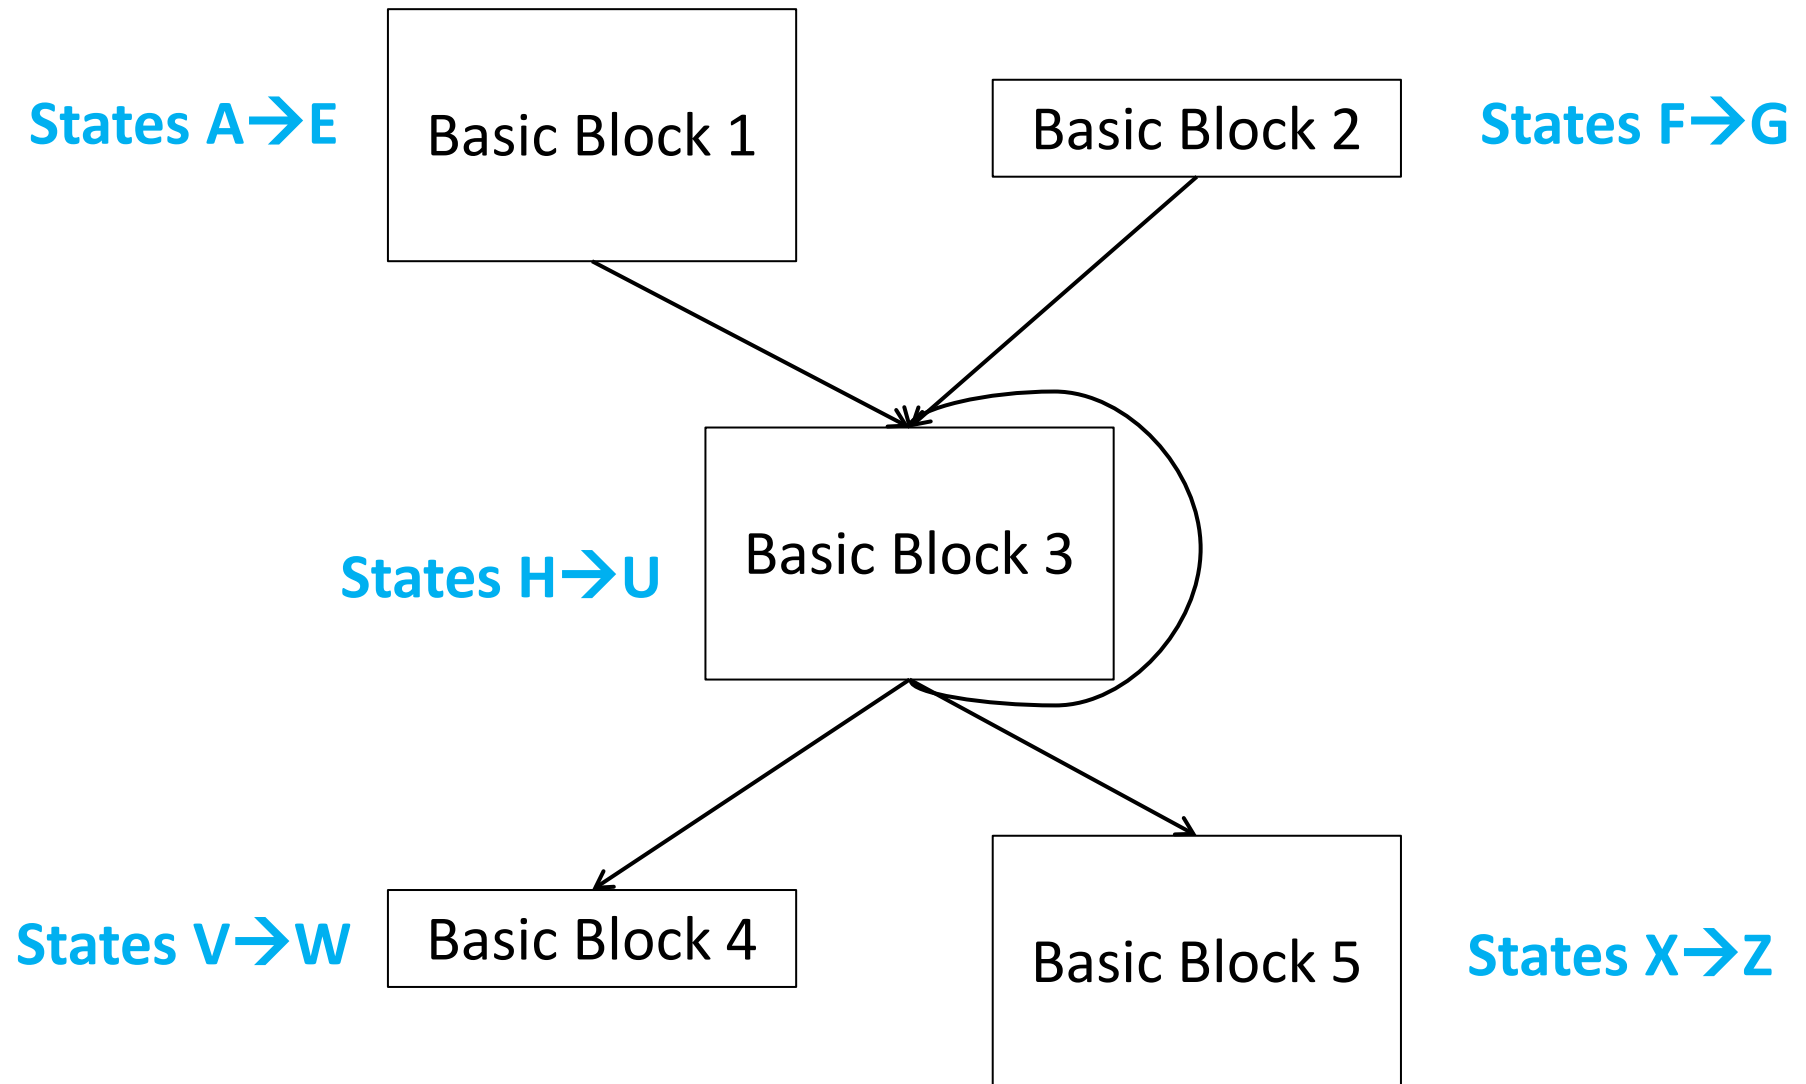 States A→E
Basic Block 1
Basic Block 2
States F→G
Basic Block 3
States H→U
States V→W
Basic Block 4
Basic Block 5
States X→Z